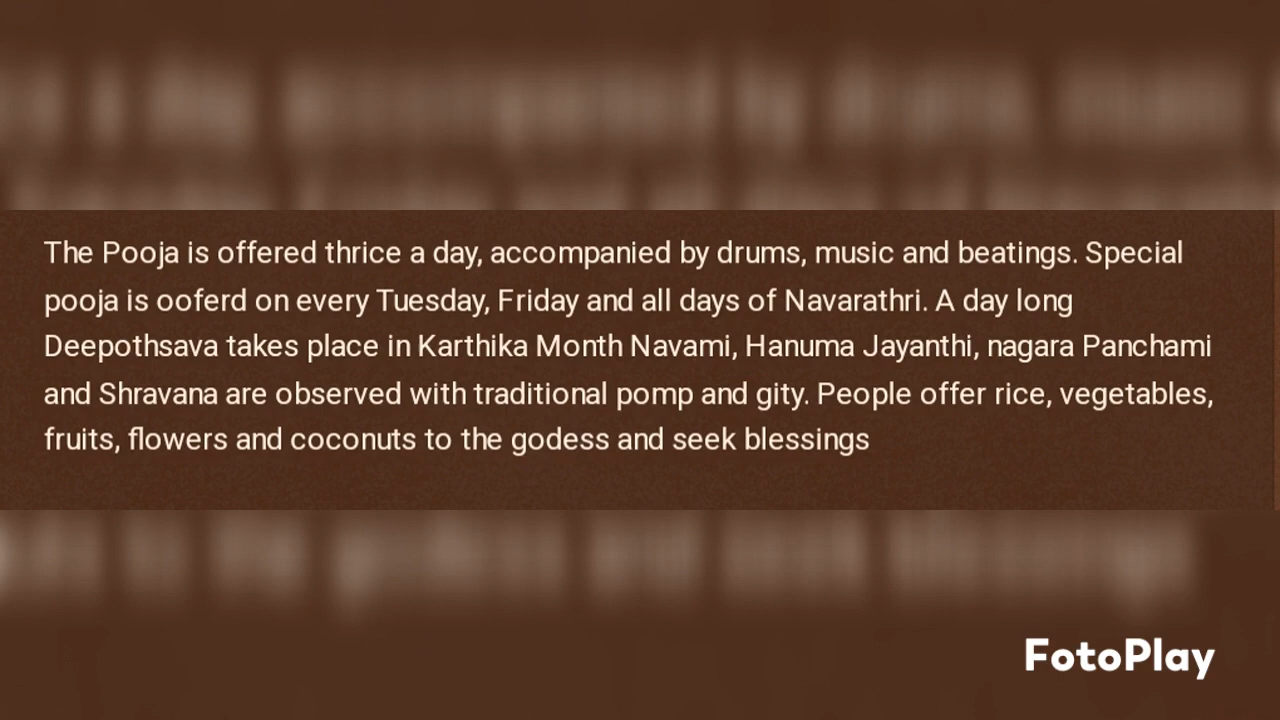 The Pooja is offered thrice a day, accompanied by drums, music and beatings. Special
pooja is ooferd on every Tuesday, Friday and all days of Navarathri. A day long
Deepothsava takes place in Karthika Month Navami, Hanuma Jayanthi, nagara Panchami
and Shravana are observed with traditional pomp and gity. People offer rice, vegetables,
fruits, flowers and coconuts to the godess and seek blessings
FotoPlay